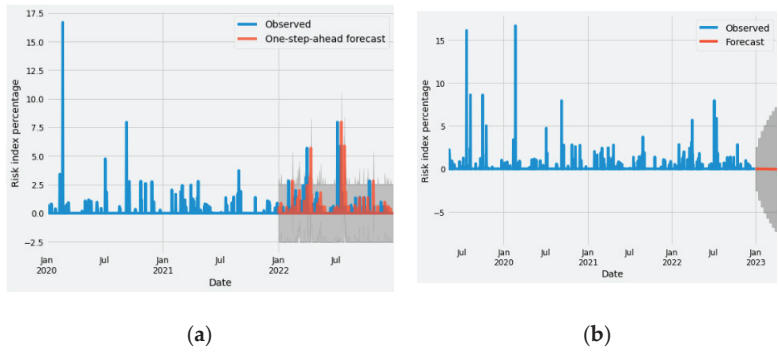 17.5
15.0
12.5
10.0
7.5
5.0
2.5
0.0
−2.5
Risk index percentage
Observed
One-step-ahead forecast
Jan
2020
Jul
Jan
2021
Jul
Jan
2022
Jul
Date
(a)
15
10
5
0
−5
Risk index percentage
Observed
Forecast
Jul
Jan
2020
Jul
Jan
2021
Jul
Jan
2022
Jul
Jan
2023
Date
(b)